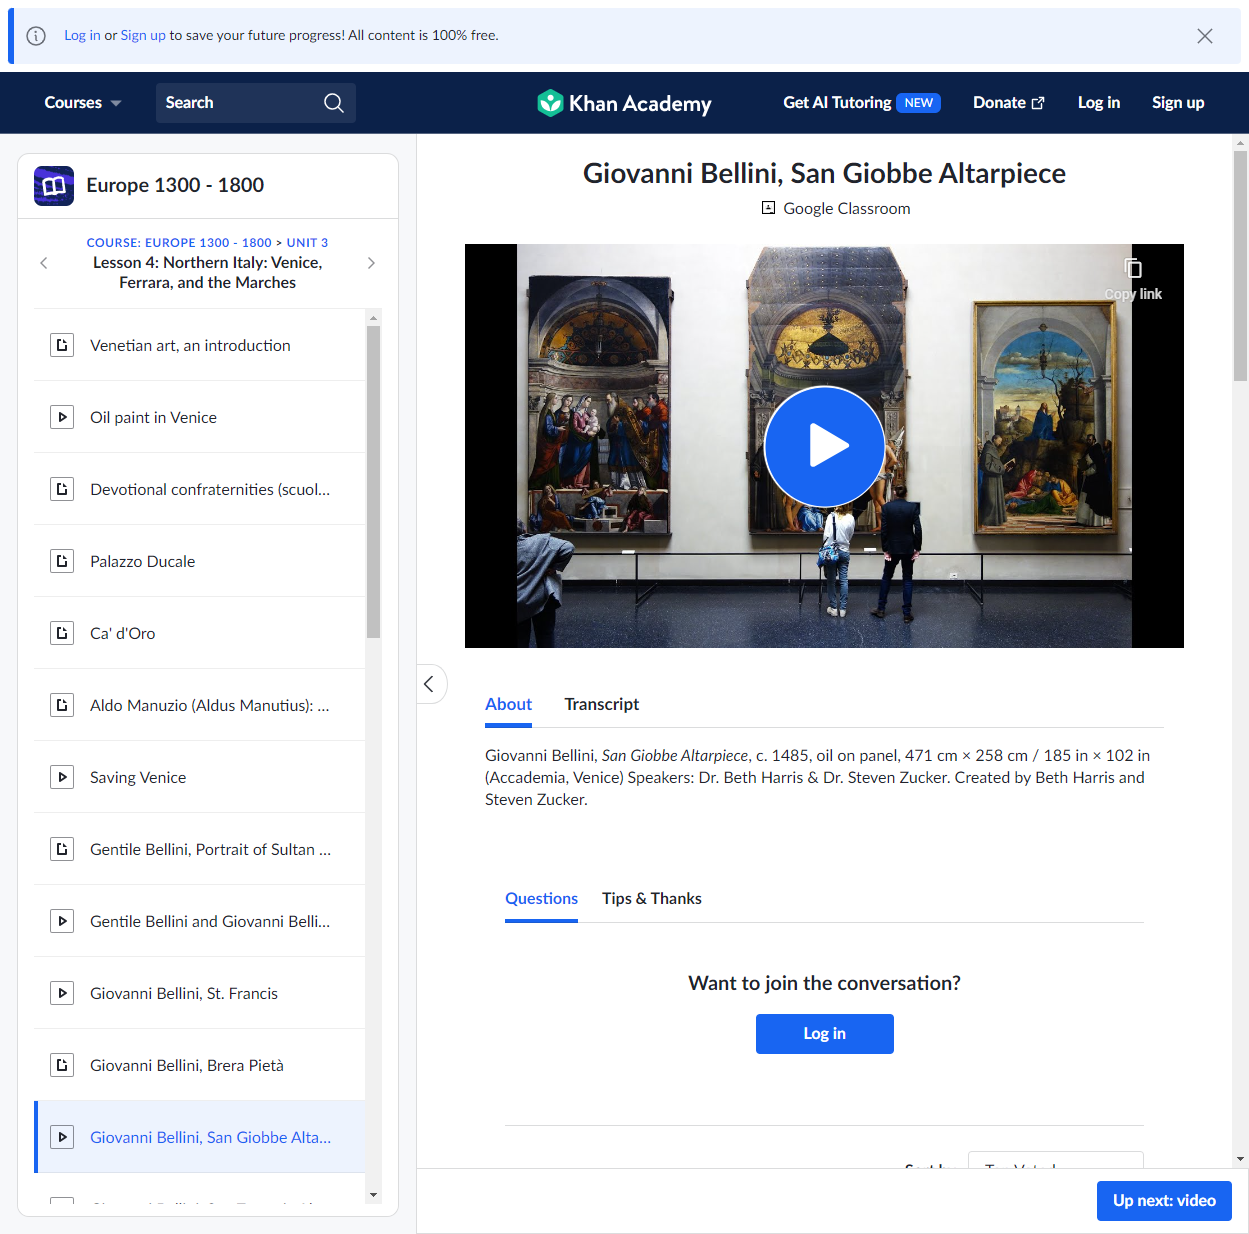 Log in or Sign up to save your future progress! All content is 100% free.
Courses
Search
Khan Academy
Get AI Tutoring NEW
Donate
Log in
Sign up
Europe 1300 - 1800
COURSE: EUROPE 1300 - 1800 > UNIT 3
Lesson 4: Northern Italy: Venice,
Ferrara, and the Marches
Venetian art, an introduction
Oil paint in Venice
Devotional confraternities (scuol...
Palazzo Ducale
Ca' d'Oro
Aldo Manuzio (Aldus Manutius): ...
Saving Venice
Gentile Bellini, Portrait of Sultan ...
Gentile Bellini and Giovanni Belli...
Giovanni Bellini, St. Francis
Giovanni Bellini, Brera Pietà
Giovanni Bellini, San Giobbe Alta...
Giovanni Bellini, San Giobbe Altarpiece
Google Classroom
Copy link
About
Transcript
Giovanni Bellini, San Giobbe Altarpiece, c. 1485, oil on panel, 471 cm × 258 cm / 185 in × 102 in
(Accademia, Venice) Speakers: Dr. Beth Harris & Dr. Steven Zucker. Created by Beth Harris and
Steven Zucker.
Questions
Tips & Thanks
Want to join the conversation?
Log in
Up next: video